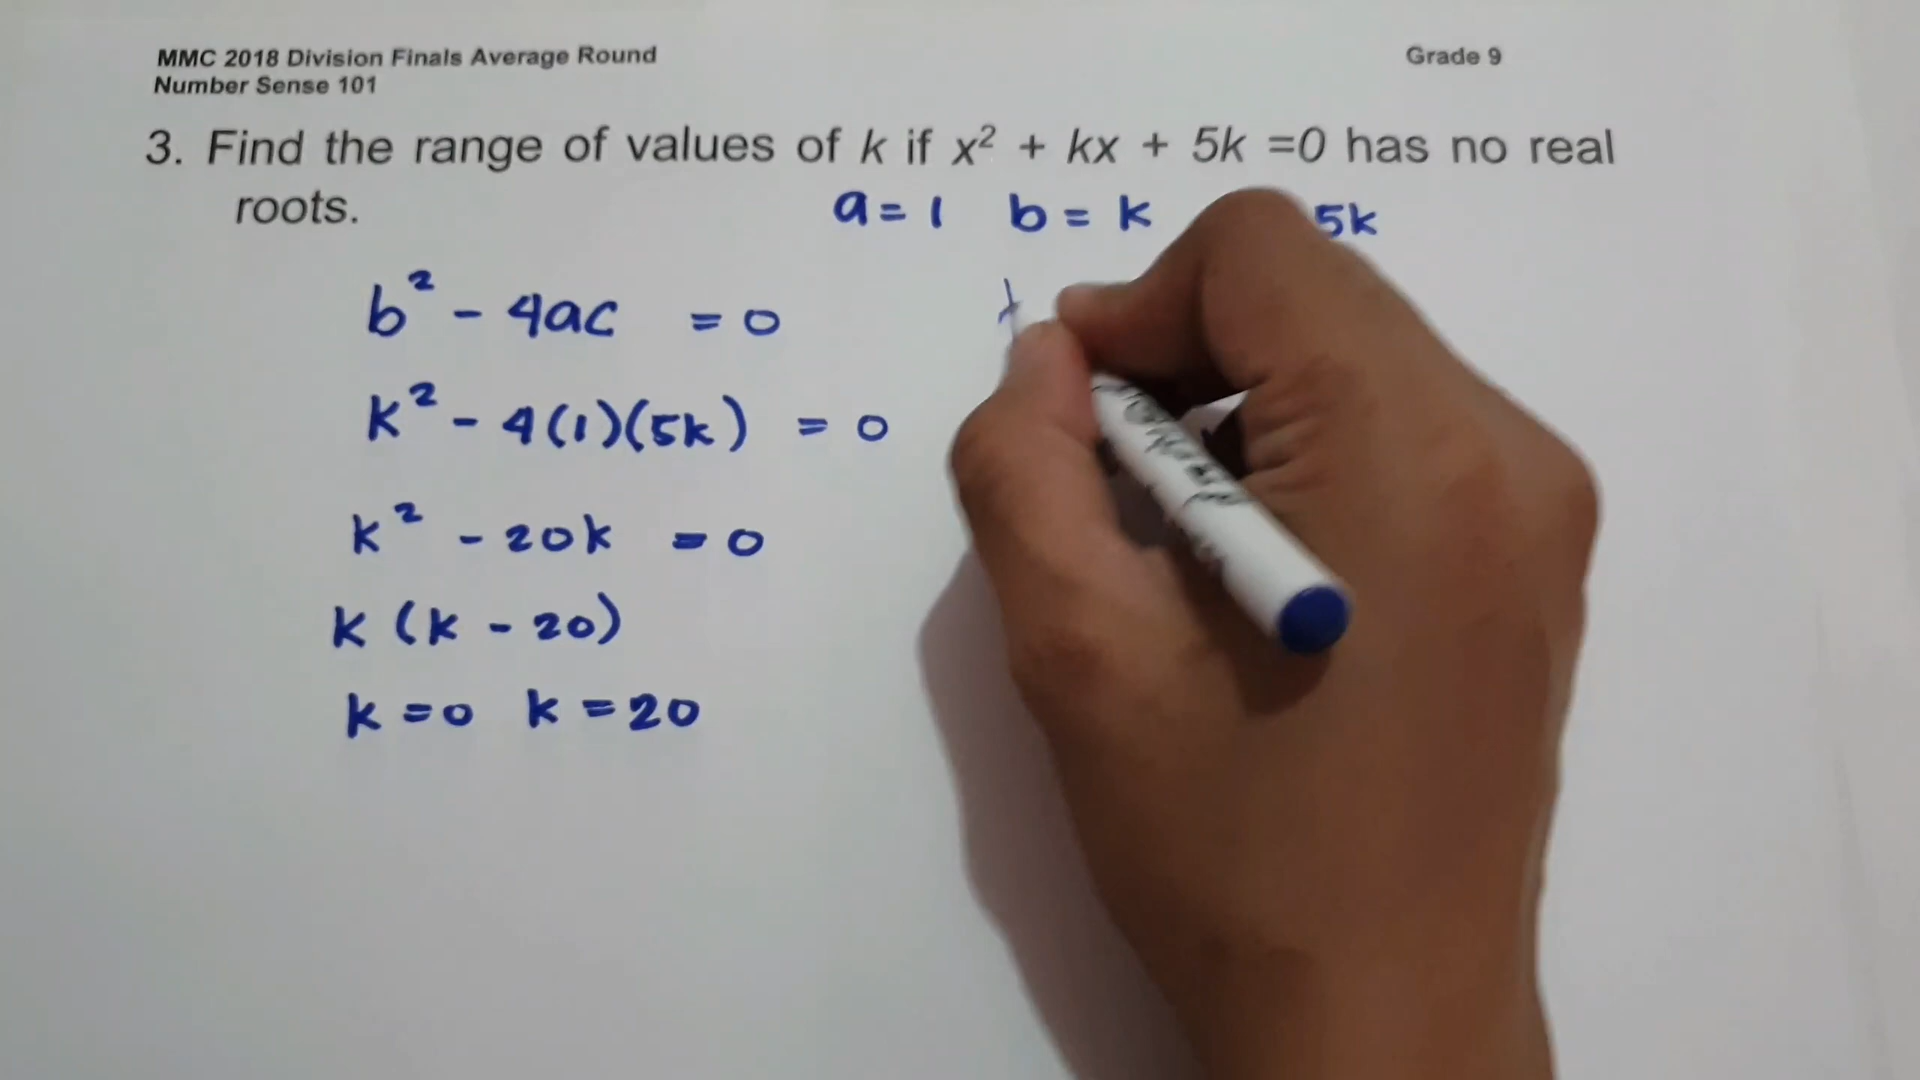 MMC 2018 Division Finals Average Round
Grade 9
Number Sense 101
3. Find the range of values of k if x² + kx + 5k =0 has no real
roots.
a = 1 b = k 5k
b² - 4ac = 0
k² - 4(1)(5k) = 0
k² - 20k = 0
k (k - 20)
k = 0 k = 20